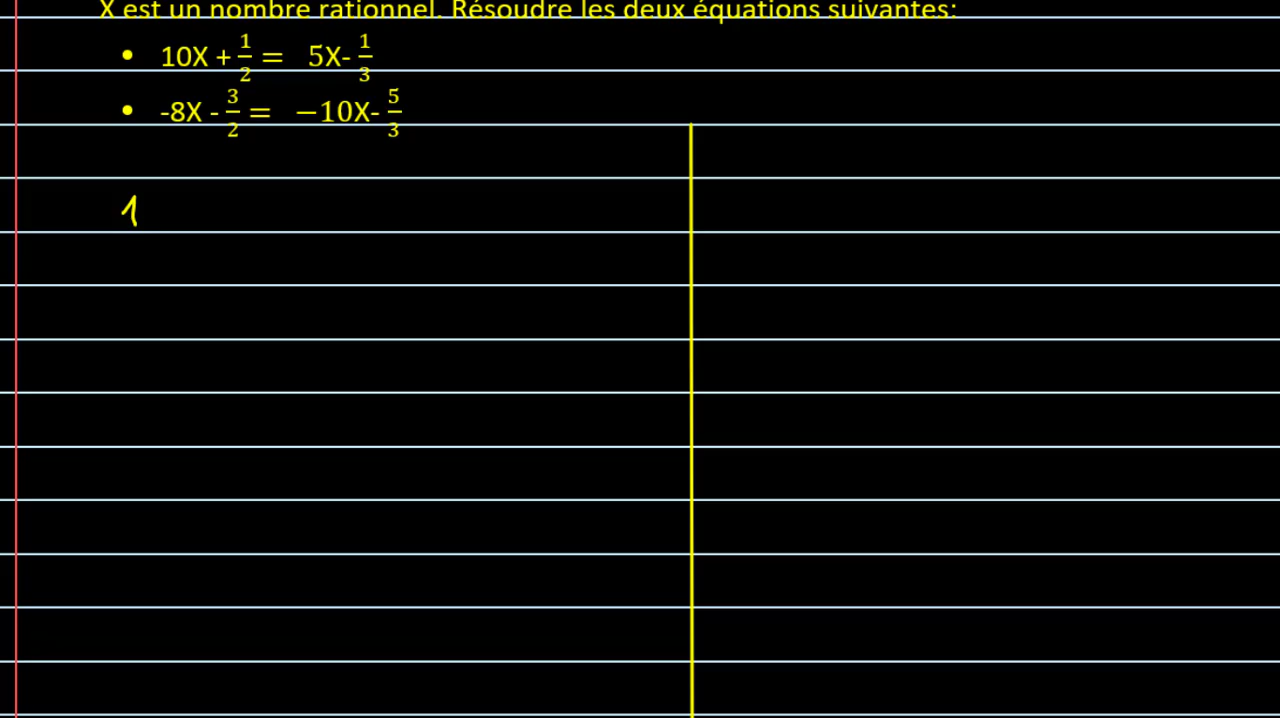 X est un nombre rationnel. Résoudre les deux équations suivantes:
• 10X + 1/2 = 5X- 1/3
• -8X - 3/2 = −10X- 5/3
1